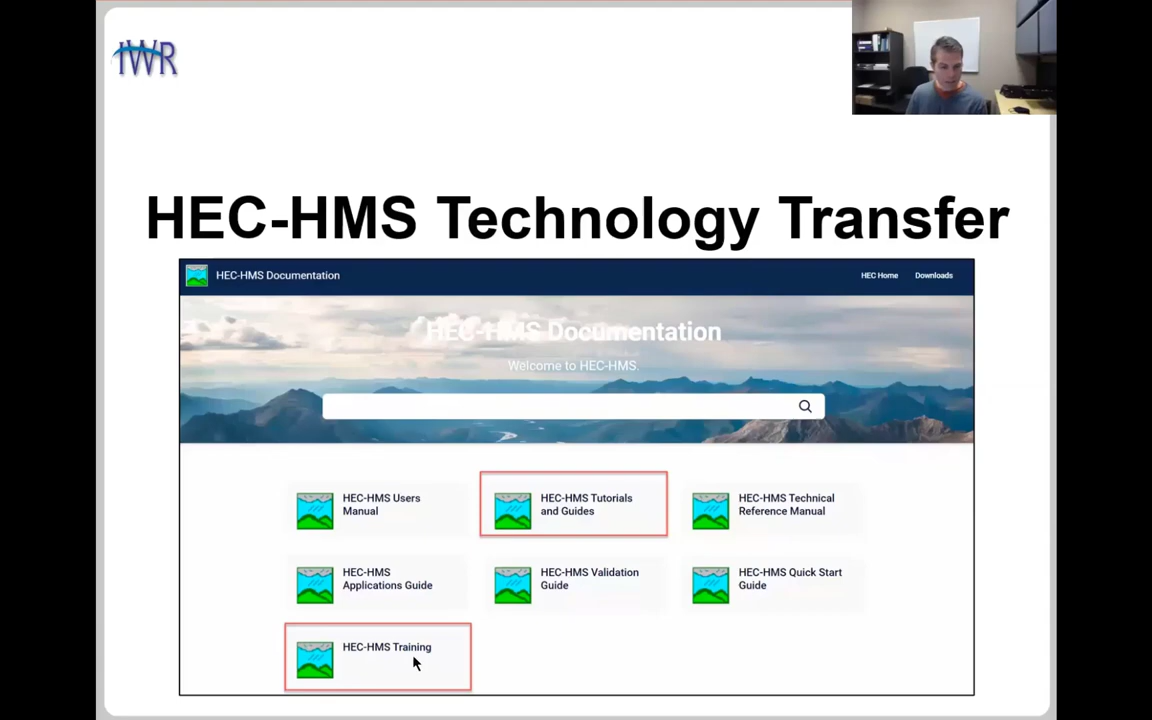 IWR
HEC-HMS Technology Transfer
HEC-HMS Documentation
HEC Home
Downloads
HEC-HMS Documentation
Welcome to HEC-HMS.
HEC-HMS Users
Manual
HEC-HMS Tutorials
and Guides
HEC-HMS Technical
Reference Manual
HEC-HMS
Applications Guide
HEC-HMS Validation
Guide
HEC-HMS Quick Start
Guide
HEC-HMS Training